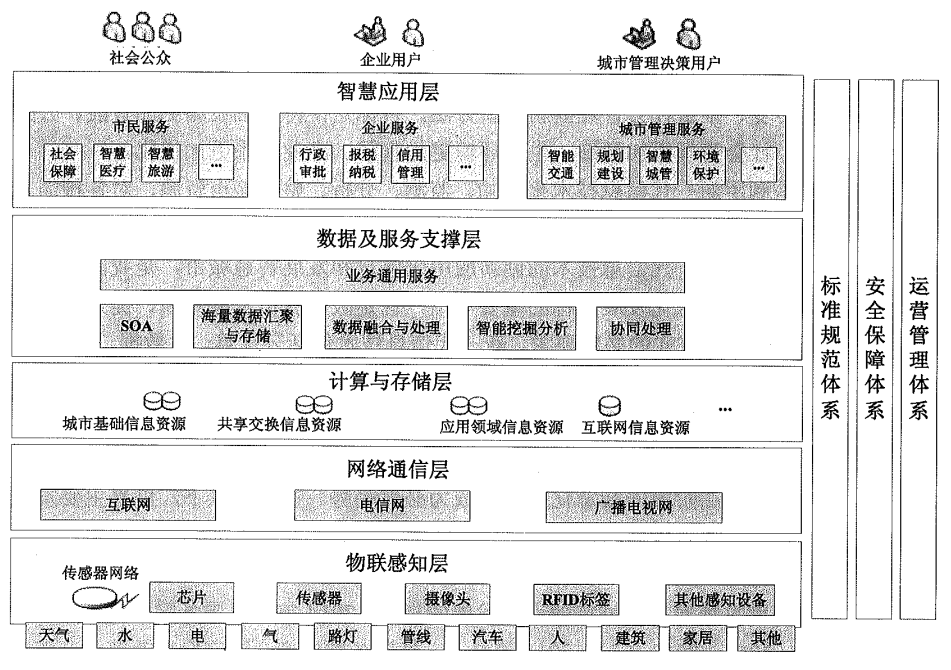 社会公众
企业用户
城市管理决策用户
智慧应用层
市民服务
社会
保障
智慧
医疗
智慧
旅游
...
企业服务
行政
审批
报税
纳税
信用
管理
...
城市管理服务
智能
交通
规划
建设
智慧
城管
环境
保护
...
数据及服务支撑层
业务通用服务
SOA
海量数据汇聚
与存储
数据融合与处理
智能挖掘分析
协同处理
计算与存储层
城市基础信息资源
共享交换信息资源
应用领域信息资源
互联网信息资源
...
网络通信层
互联网
电信网
广播电视网
物联感知层
传感器网络
芯片
传感器
摄像头
RFID标签
其他感知设备
天气
水
电
气
路灯
管线
汽车
人
建筑
家居
其他
标准规范体系
安全保障体系
运营管理体系